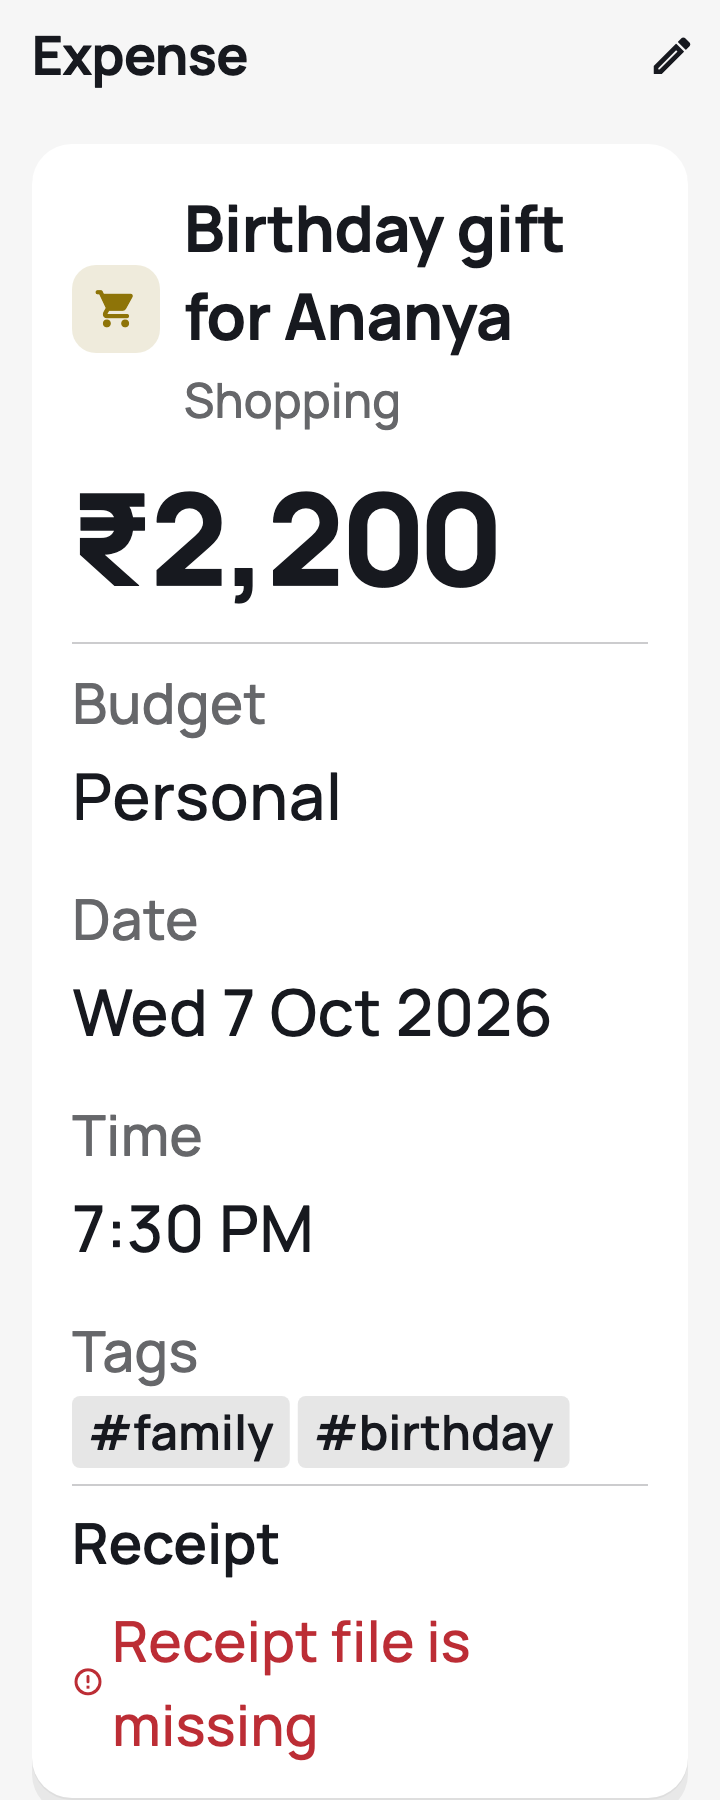 Expense
Birthday gift
for Ananya
Shopping
₹2,200
Budget
Personal
Date
Wed 7 Oct 2026
Time
7:30 PM
Tags
#family #birthday
Receipt
Receipt file is
missing